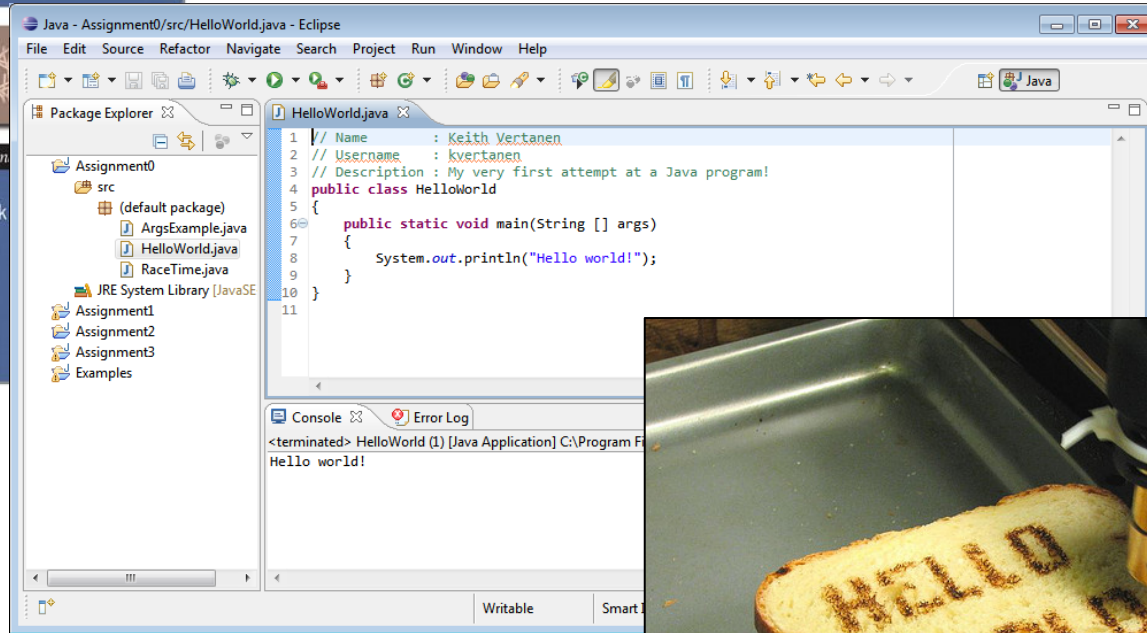 Java - Assignment0/src/HelloWorld.java - Eclipse
File Edit Source Refactor Navigate Search Project Run Window Help
Java
Package Explorer
HelloWorld.java
Assignment0
src
(default package)
ArgsExample.java
HelloWorld.java
RaceTime.java
JRE System Library [JavaSE
Assignment1
Assignment2
Assignment3
Examples
1 // Name : Keith Vertanen
2 // Username : kvertanen
3 // Description : My very first attempt at a Java program!
4 public class HelloWorld
5 {
6 public static void main(String [] args)
7 {
8 System.out.println("Hello world!");
9 }
10 }
11
Console Error Log
<terminated> HelloWorld (1) [Java Application] C:\Program Fi
Hello world!
Writable Smart I
HELLO